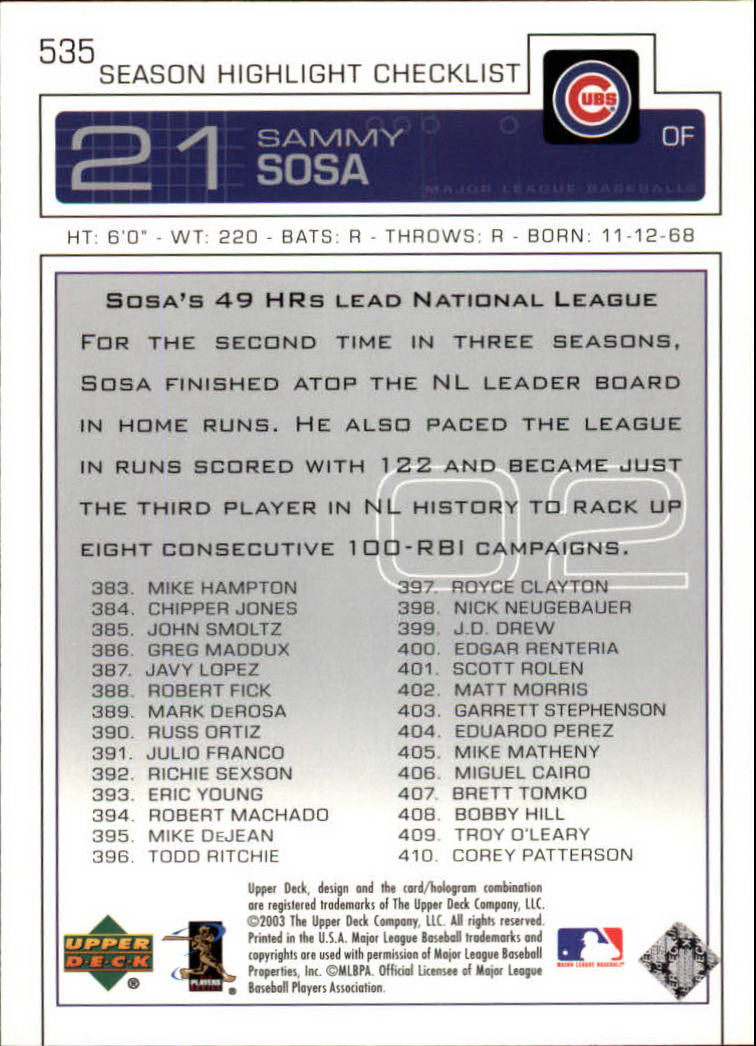 535
SEASON HIGHLIGHT CHECKLIST
CUBS
21
SAMMY
SOSA
OF
MAJOR LEAGUE BASEBALL
HT: 6'0" - WT: 220 - BATS: R - THROWS: R - BORN: 11-12-68
SOSA'S 49 HRS LEAD NATIONAL LEAGUE
FOR THE SECOND TIME IN THREE SEASONS,
SOSA FINISHED ATOP THE NL LEADER BOARD
IN HOME RUNS. HE ALSO PACED THE LEAGUE
IN RUNS SCORED WITH 122 AND BECAME JUST
THE THIRD PLAYER IN NL HISTORY TO RACK UP
EIGHT CONSECUTIVE 100-RBI CAMPAIGNS.
02
383. MIKE HAMPTON
384. CHIPPER JONES
385. JOHN SMOLTZ
386. GREG MADDUX
387. JAVY LOPEZ
388. ROBERT FICK
389. MARK DEROSA
390. RUSS ORTIZ
391. JULIO FRANCO
392. RICHIE SEXSON
393. ERIC YOUNG
394. ROBERT MACHADO
395. MIKE DEJEAN
396. TODD RITCHIE
397. ROYCE CLAYTON
398. NICK NEUGEBAUER
399. J.D. DREW
400. EDGAR RENTERIA
401. SCOTT ROLEN
402. MATT MORRIS
403. GARRETT STEPHENSON
404. EDUARDO PEREZ
405. MIKE MATHENY
406. MIGUEL CAIRO
407. BRETT TOMKO
408. BOBBY HILL
409. TROY O'LEARY
410. COREY PATTERSON
UPPER
D·E·C·K
®
PLAYERS
®
Upper Deck, design and the card/hologram combination
are registered trademarks of The Upper Deck Company, LLC.
©2003 The Upper Deck Company, LLC. All rights reserved.
Printed in the U.S.A. Major League Baseball trademarks and
copyrights are used with permission of Major League Baseball
Properties, Inc. ©MLBPA. Official Licensee of Major League
Baseball Players Association.
MAJOR LEAGUE BASEBALL